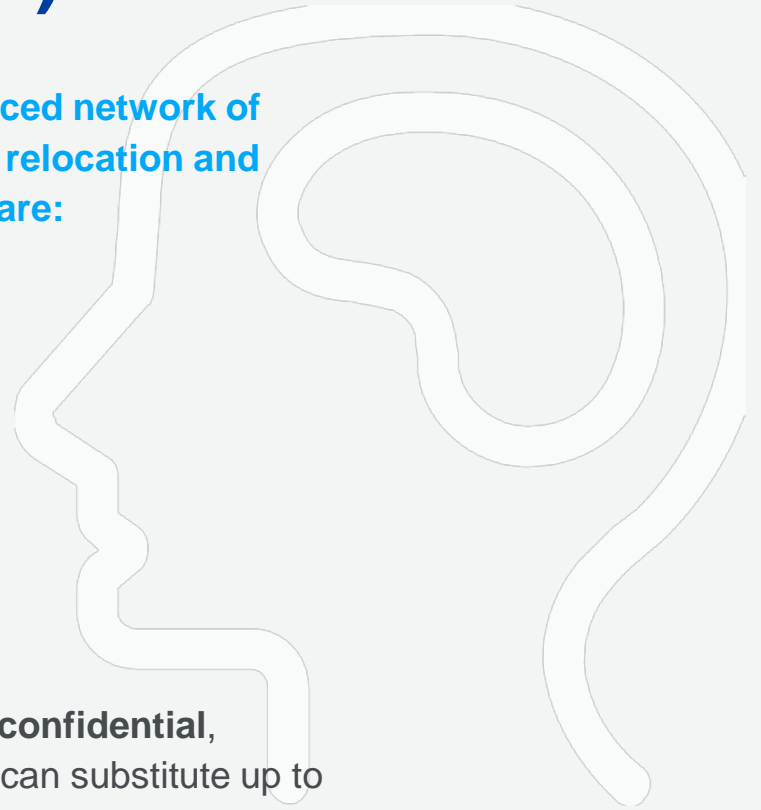 ced network of
relocation and
are:
confidential,
can substitute up to